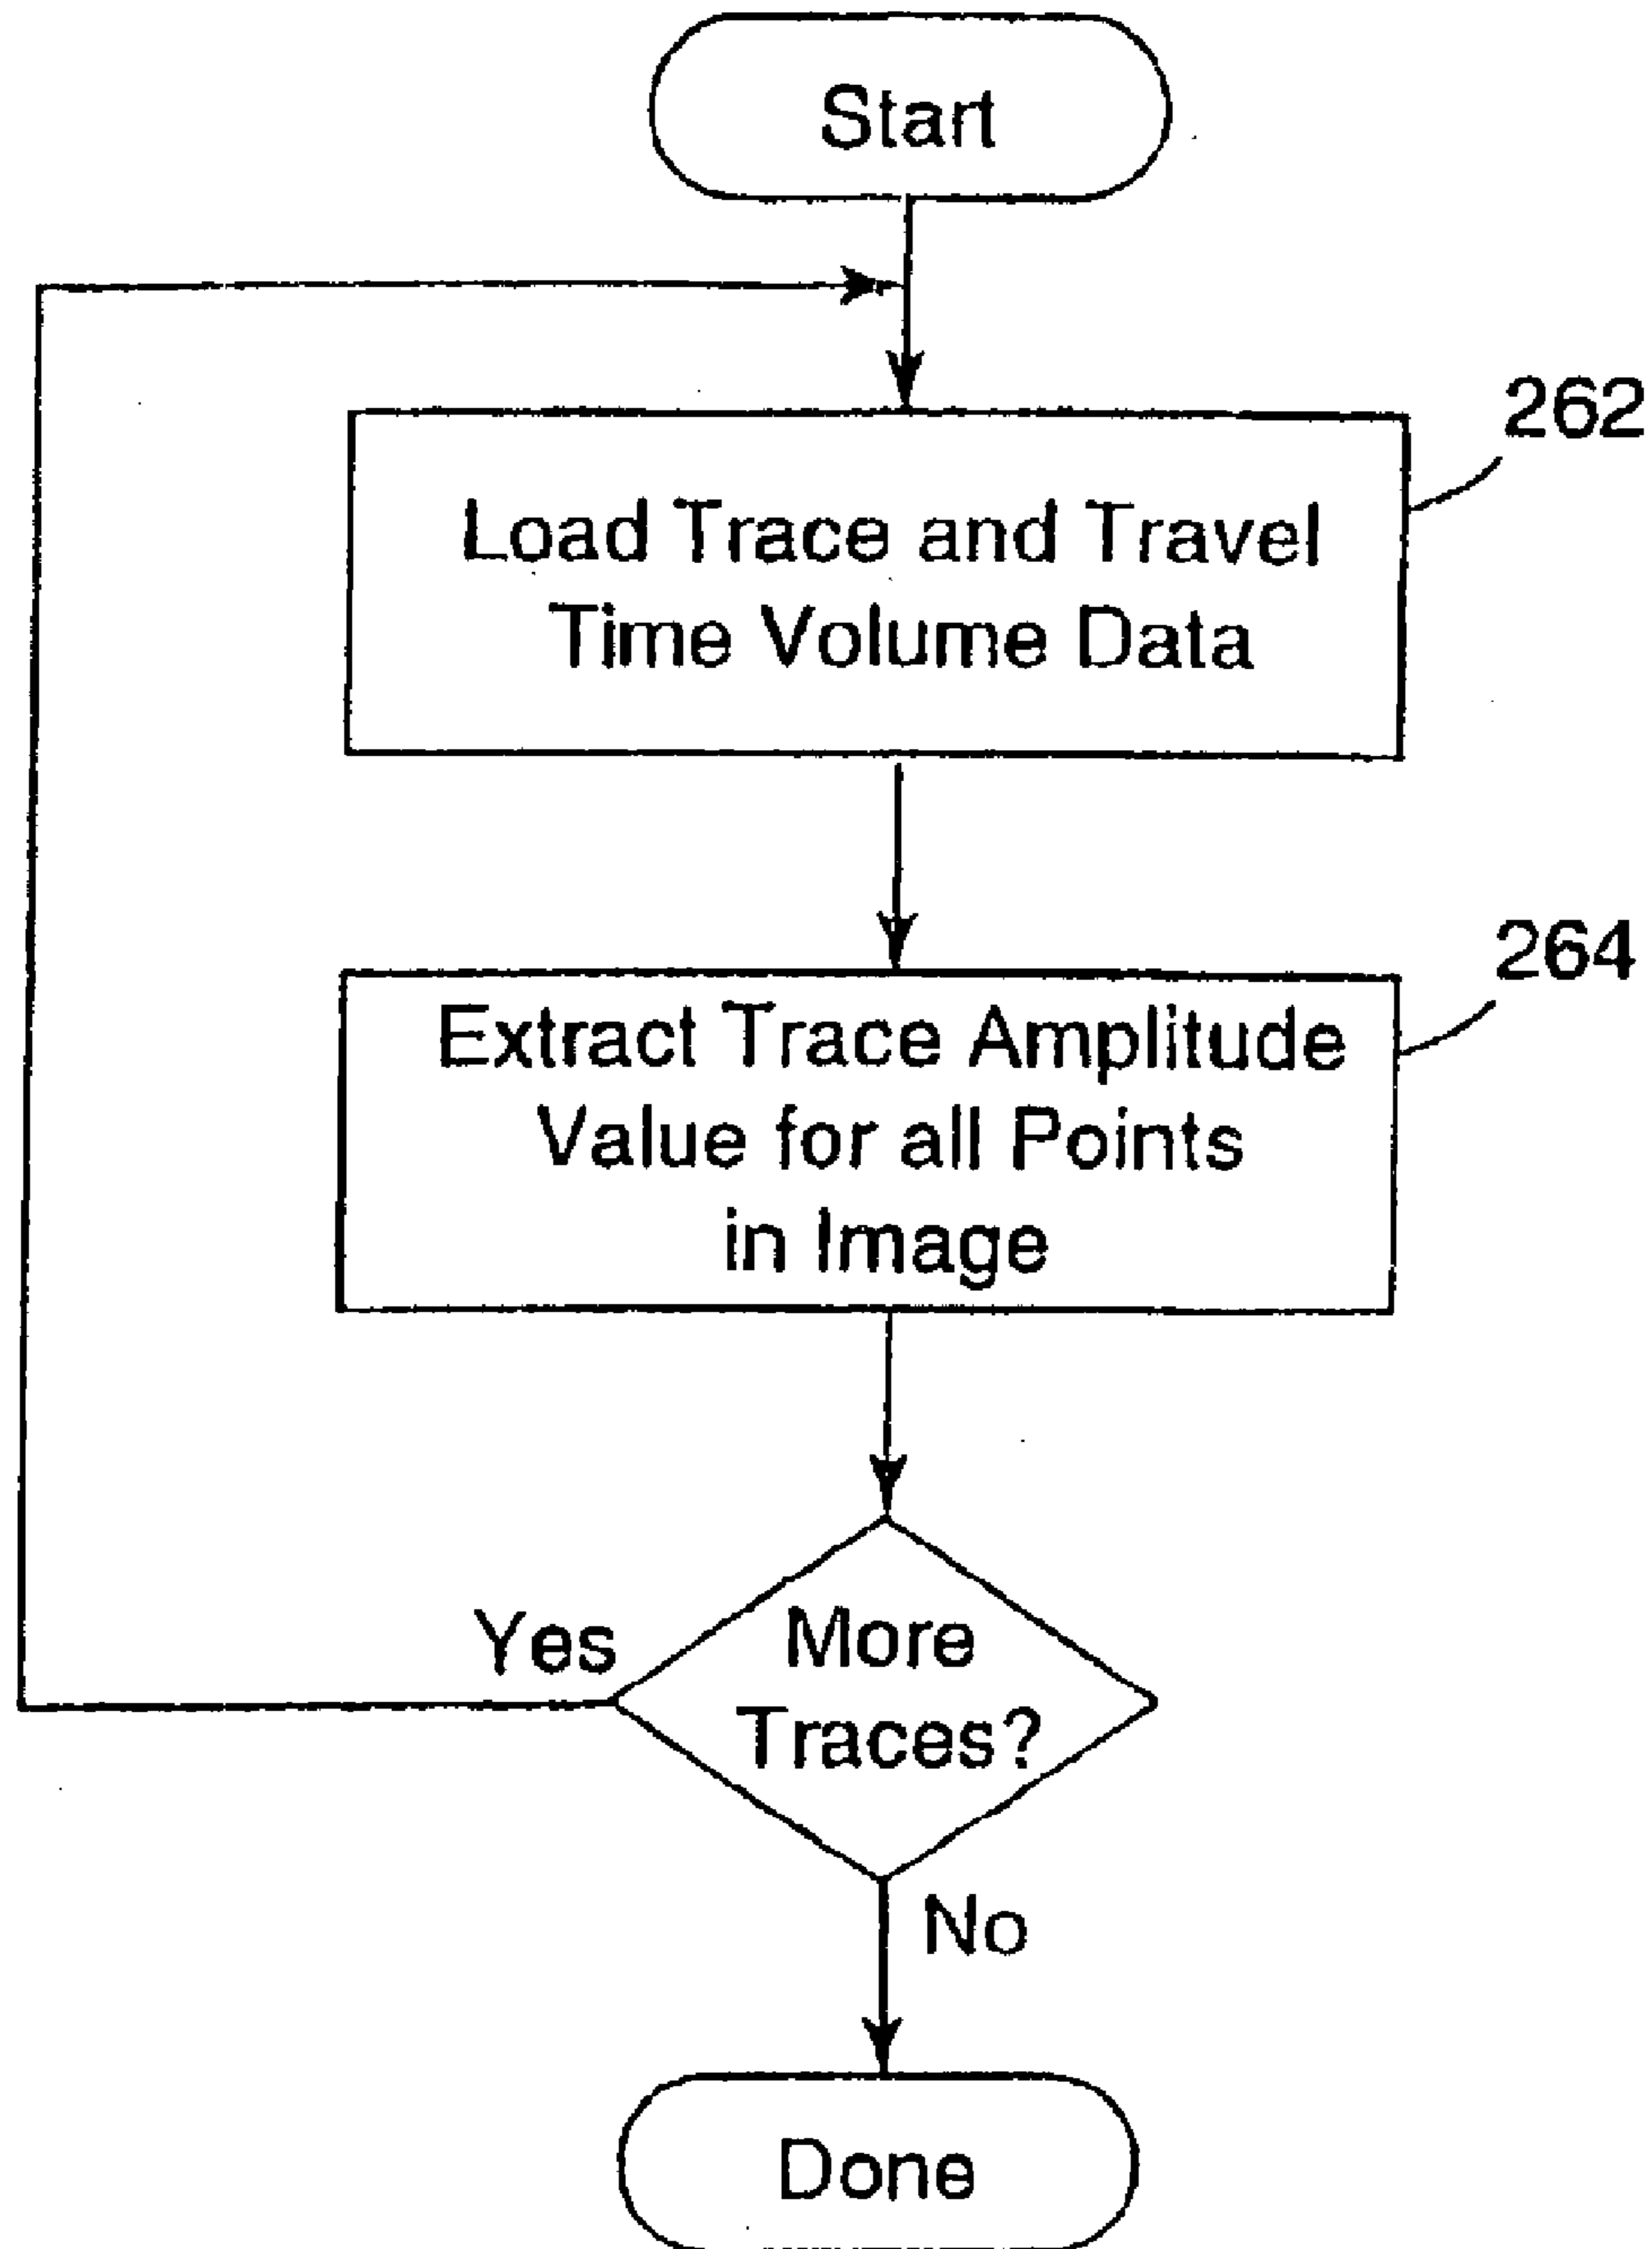 Start
262
Load Trace and Travel
Time Volume Data
264
Extract Trace Amplitude
Value for all Points
in Image
Yes
More
Traces?
No
Done